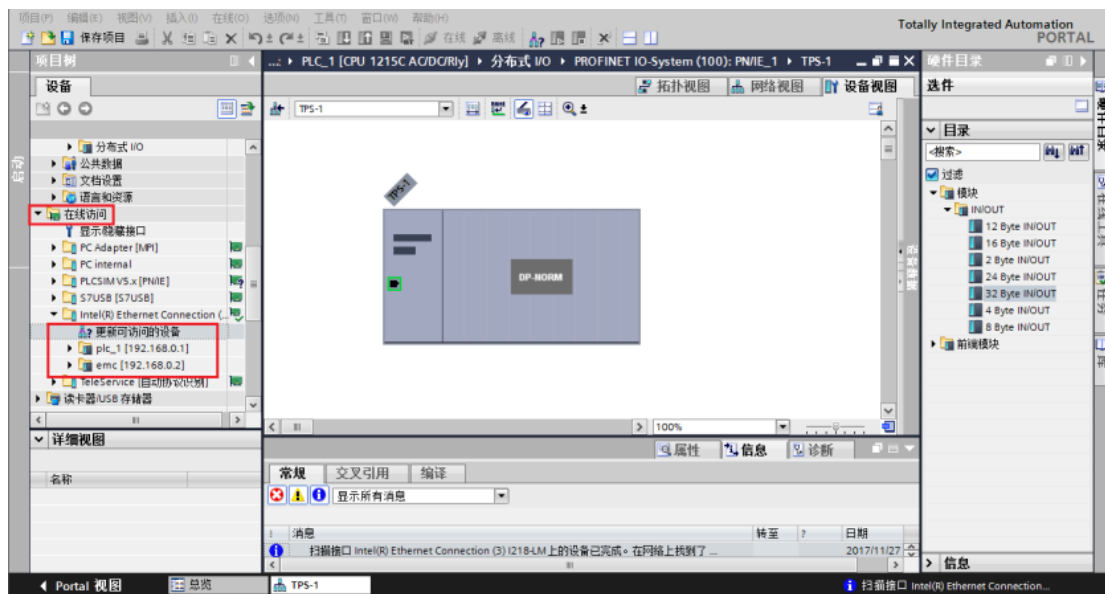 项目(P) 编辑(E) 视图(V) 插入(I) 在线(O) 选项(N) 工具(T) 窗口(W) 帮助(H)
Totally Integrated Automation
PORTAL
保存项目 在线 离线
项目树
...: PLC_1 [CPU 1215C AC/DC/Rly] 分布式 I/O PROFINET IO-System (100): PN/IE_1 TPS-1
硬件目录
设备
拓扑视图 网络视图 设备视图
选件
TPS-1
分布式 I/O
公共数据
文档设置
语言和资源
在线访问
显示隐藏接口
PC Adapter [MPI]
PC internal
PLCSIM V5.x [PN/IE]
S7USB [S7USB]
Intel(R) Ethernet Connection (...
更新可访问的设备
plc_1 [192.168.0.1]
emc [192.168.0.2]
TeleService [自动协议识别]
读卡器/USB 存储器
详细视图
名称
TPS-1
DP-NORM
100%
目录
<搜索>
过滤
模块
IN/OUT
12 Byte IN/OUT
16 Byte IN/OUT
2 Byte IN/OUT
24 Byte IN/OUT
32 Byte IN/OUT
4 Byte IN/OUT
8 Byte IN/OUT
前端模块
属性 信息 诊断
常规 交叉引用 编译
显示所有消息
! 消息 转至 ? 日期
扫描接口 Intel(R) Ethernet Connection (3) I218-LM 上的设备已完成。在网络上找到了 ... 2017/11/27
信息
Portal 视图 总览 TPS-1 扫描接口 Intel(R) Ethernet Connection...